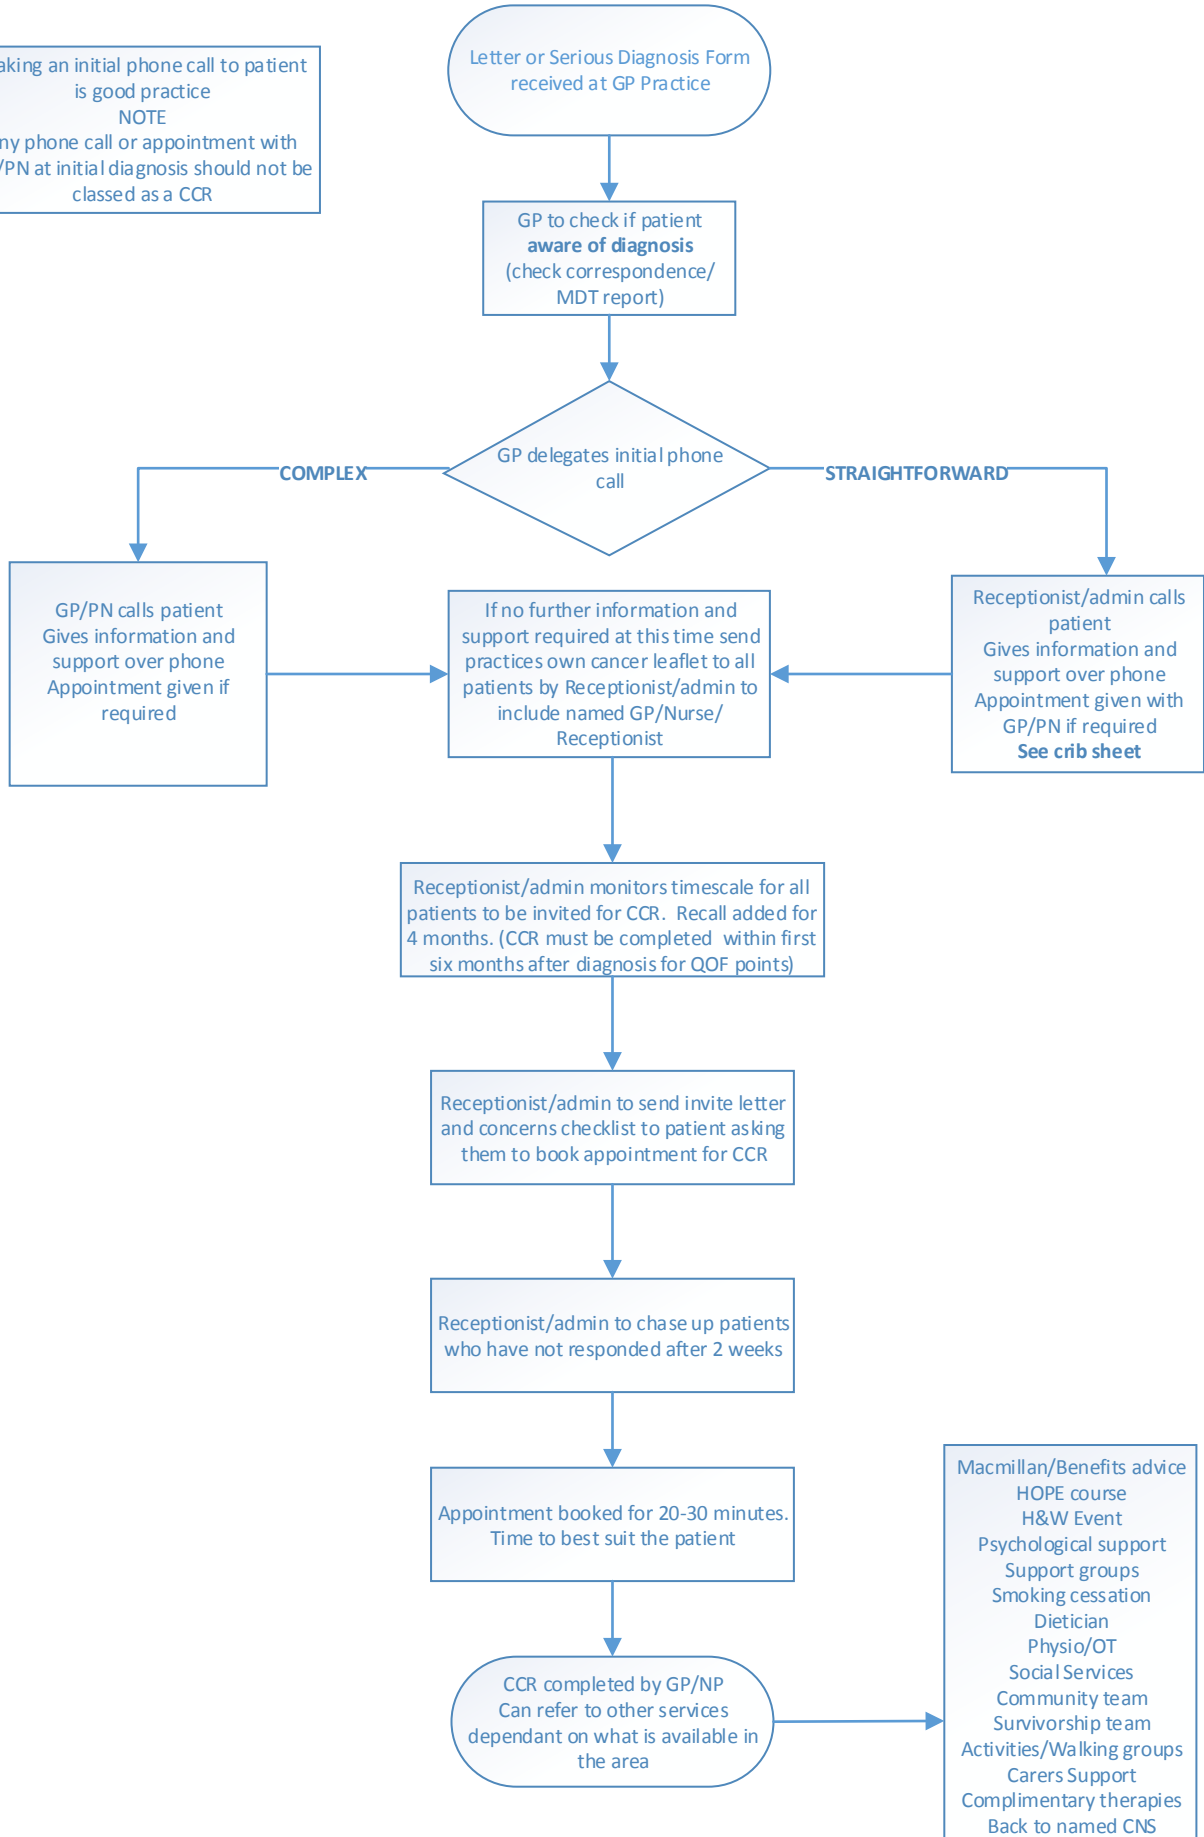 Letter or Serious Diagnosis Form
received at GP Practice
aking an initial phone call to patient
is good practice
NOTE
ny phone call or appointment with
/PN at initial diagnosis should not be
classed as a CCR
GP to check if patient
aware of diagnosis
(check correspondence/
MDT report)
GP delegates initial phone
call
COMPLEX
STRAIGHTFORWARD
GP/PN calls patient
Gives information and
support over phone
Appointment given if
required
If no further information and
support required at this time send
practices own cancer leaflet to all
patients by Receptionist/admin to
include named GP/Nurse/
Receptionist
Receptionist/admin calls
patient
Gives information and
support over phone
Appointment given with
GP/PN if required
See crib sheet
Receptionist/admin monitors timescale for all
patients to be invited for CCR. Recall added for
4 months. (CCR must be completed within first
six months after diagnosis for QOF points)
Receptionist/admin to send invite letter
and concerns checklist to patient asking
them to book appointment for CCR
Receptionist/admin to chase up patients
who have not responded after 2 weeks
Appointment booked for 20-30 minutes.
Time to best suit the patient
CCR completed by GP/NP
Can refer to other services
dependant on what is available in
the area
Macmillan/Benefits advice
HOPE course
H&W Event
Psychological support
Support groups
Smoking cessation
Dietician
Physio/OT
Social Services
Community team
Survivorship team
Activities/Walking groups
Carers Support
Complimentary therapies
Back to named CNS